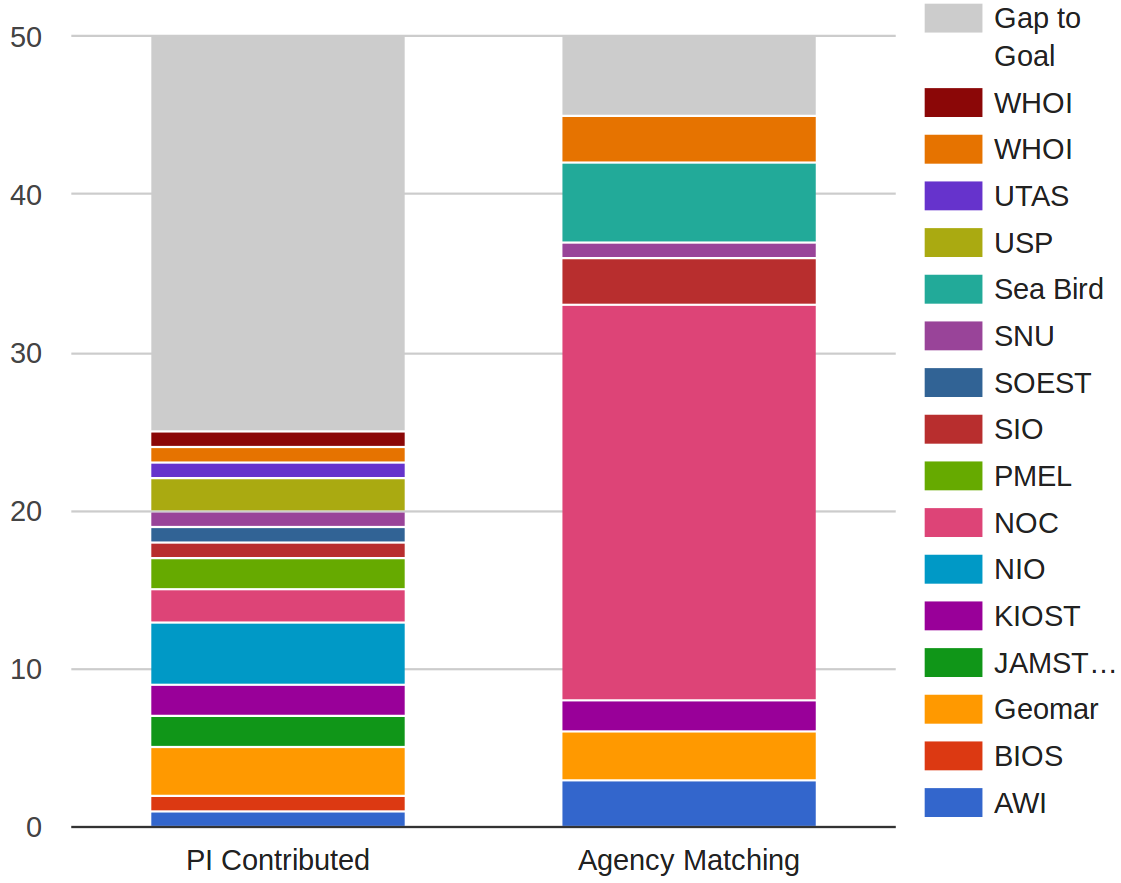 50
40
30
20
10
0
PI Contributed
Agency Matching
Gap to
Goal
WHOI
WHOI
UTAS
USP
Sea Bird
SNU
SOEST
SIO
PMEL
NOC
NIO
KIOST
JAMST…
Geomar
BIOS
AWI